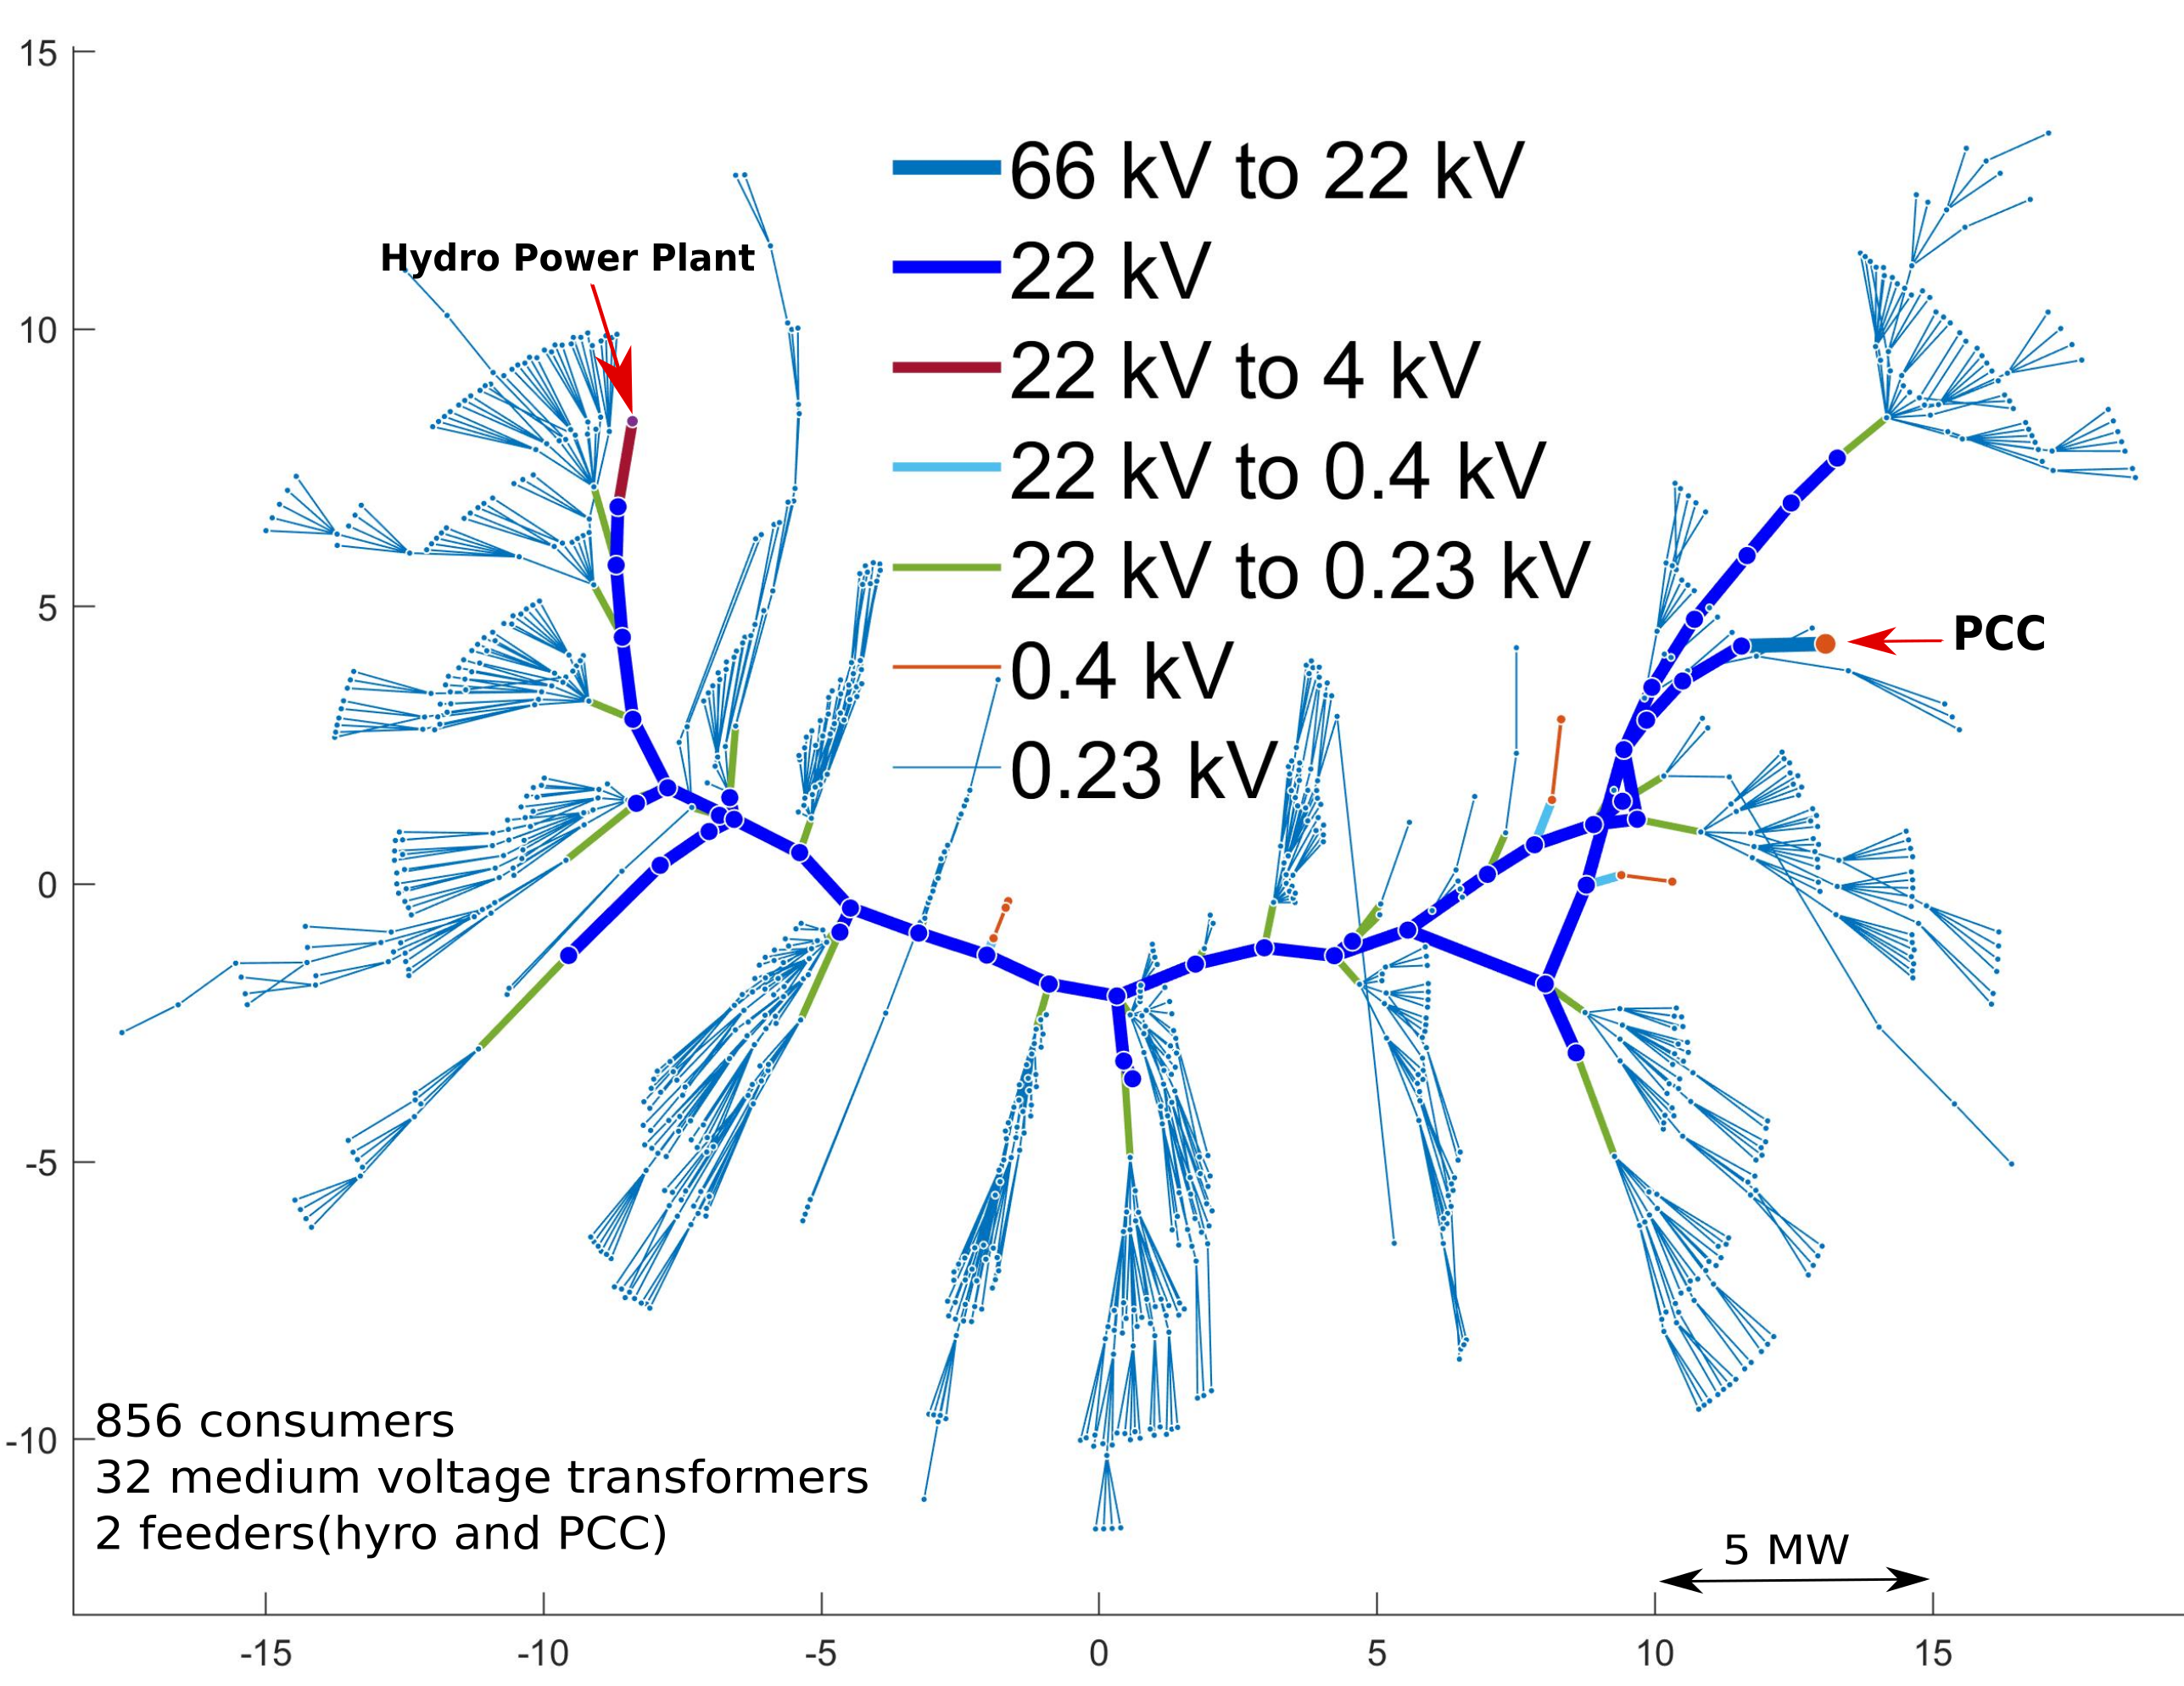 15
66 kV to 22 kV
22 kV
Hydro Power Plant
10
22 kV to 4 kV
22 kV to 0.4 kV
22 kV to 0.23 kV
5
PCC
0.4 kV
0.23 kV
0
-5
-10
856 consumers
32 medium voltage transformers
2 feeders(hyro and PCC)
5 MW
-15 -10 -5 0 5 10 15